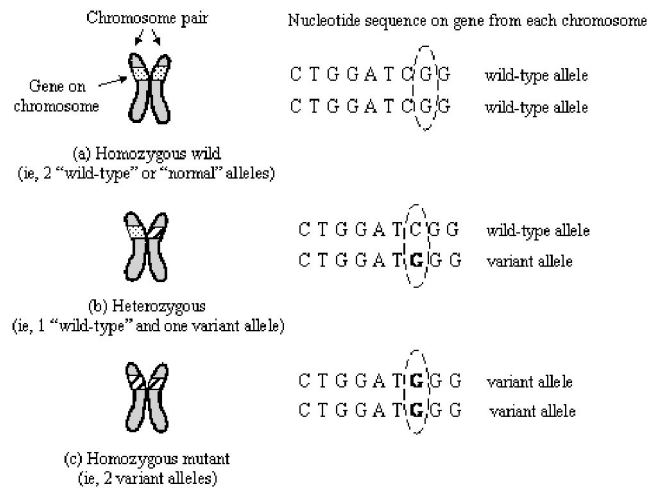 Chromosome pair
Nucleotide sequence on gene from each chromosome
Gene on
chromosome
C T G G A T C G G wild-type allele
C T G G A T C G G wild-type allele
(a) Homozygous wild
(ie, 2 “wild-type” or “normal” alleles)
C T G G A T C G G wild-type allele
C T G G A T G G G variant allele
(b) Heterozygous
(ie, 1 “wild-type” and one variant allele)
C T G G A T G G G variant allele
C T G G A T G G G variant allele
(c) Homozygous mutant
(ie, 2 variant alleles)